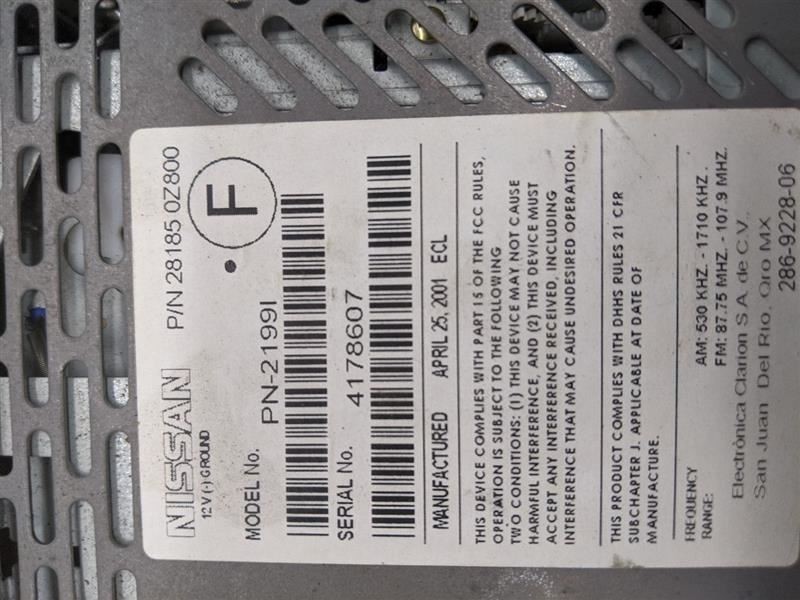 NISSAN P/N 28185 0Z800
12 V (-) GROUND
F
MODEL No. PN-2199I
SERIAL No. 4178607
MANUFACTURED APRIL 25, 2001 ECL
THIS DEVICE COMPLIES WITH PART 15 OF THE FCC RULES,
OPERATION IS SUBJECT TO THE FOLLOWING
TWO CONDITIONS: (1) THIS DEVICE MAY NOT CAUSE
HARMFUL INTERFERENCE, AND (2) THIS DEVICE MUST
ACCEPT ANY INTERFERENCE RECEIVED, INCLUDING
INTERFERENCE THAT MAY CAUSE UNDESIRED OPERATION.
THIS PRODUCT COMPLIES WITH DHHS RULES 21 CFR
SUBCHAPTER J. APPLICABLE AT DATE OF
MANUFACTURE.
FREQUENCY AM: 530 KHZ. - 1710 KHZ .
RANGE: FM: 87.75 MHZ. - 107.9 MHZ.
Electrónica Clarion S.A. de C.V.,
San Juan Del Rio, Qro MX
286-9228-06